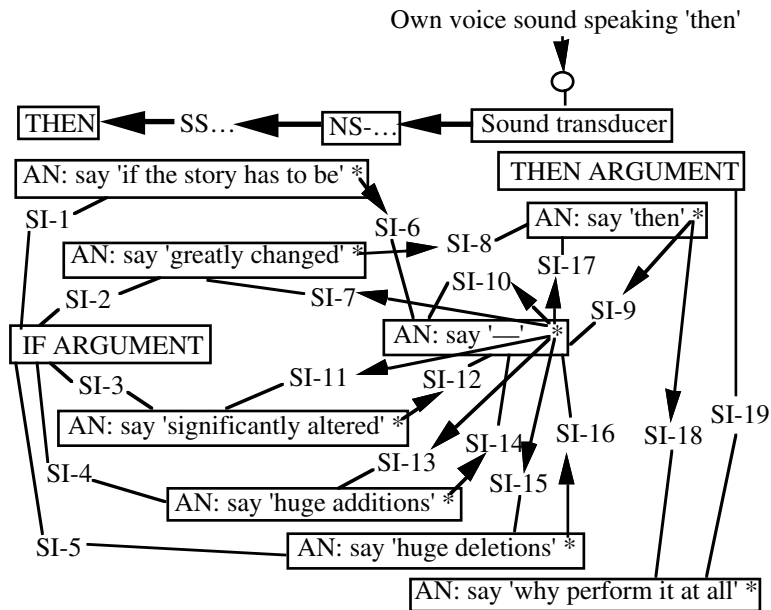 Own voice sound speaking 'then'
THEN
SS…
NS-…
Sound transducer
THEN ARGUMENT
AN: say 'if the story has to be' *
SI-1
SI-6
AN: say 'then' *
SI-8
AN: say 'greatly changed' *
SI-17
SI-10
SI-2
SI-7
SI-9
AN: say '—' *
IF ARGUMENT
SI-3
SI-11
SI-12
AN: say 'significantly altered' *
SI-19
SI-16
SI-18
SI-14
SI-13
SI-4
SI-15
AN: say 'huge additions' *
SI-5
AN: say 'huge deletions' *
AN: say 'why perform it at all' *